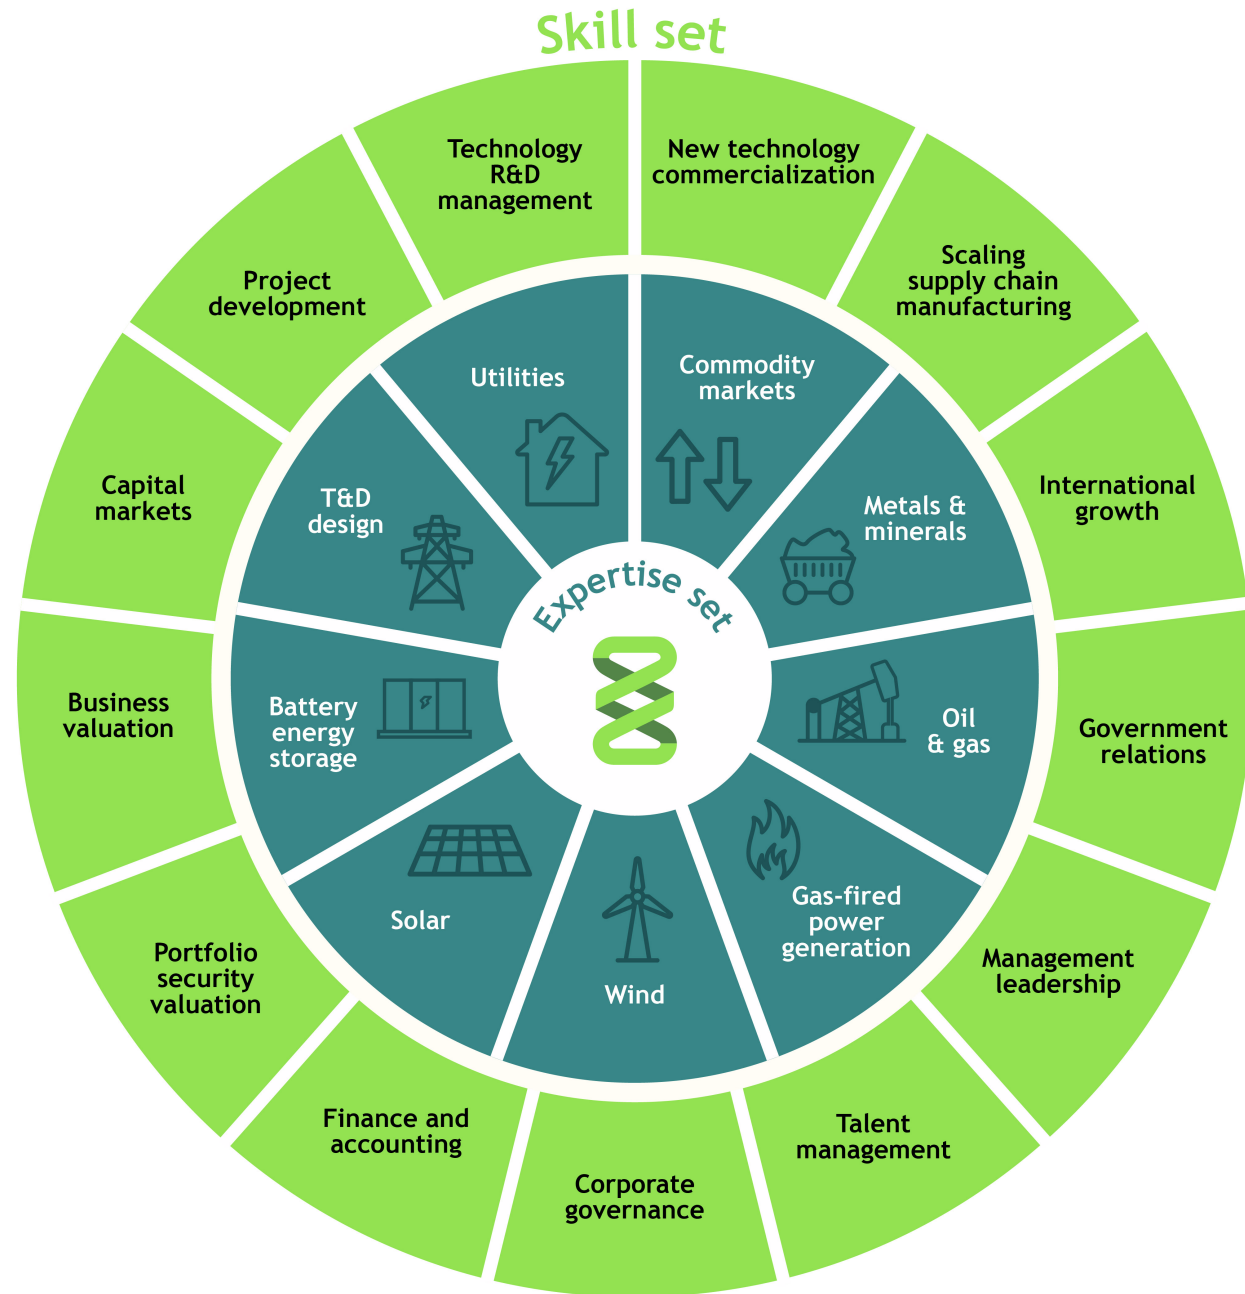 Skill set
New technology
commercialization
Scaling
supply chain
manufacturing
International
growth
Government
relations
Management
leadership
Talent
management
Corporate
governance
Finance and
accounting
Portfolio
security
valuation
Business
valuation
Capital
markets
Project
development
Technology
R&D
management
Expertise set
Commodity
markets
Metals &
minerals
Oil
& gas
Gas-fired
power
generation
Wind
Solar
Battery
energy
storage
T&D
design
Utilities